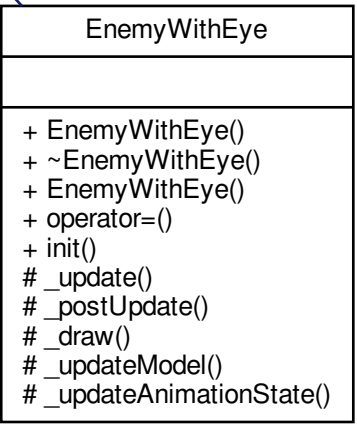 EnemyWithEye
+ EnemyWithEye()
+ ~EnemyWithEye()
+ EnemyWithEye()
+ operator=()
+ init()
# _update()
# _postUpdate()
# _draw()
# _updateModel()
# _updateAnimationState()